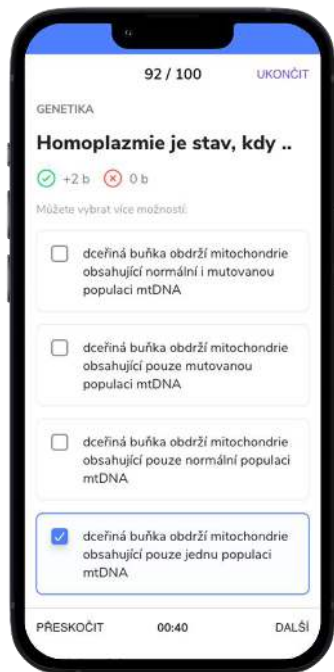 92 / 100 UKONČIT
GENETIKA
Homoplazmie je stav, kdy ..
+2 b 0 b
Můžete vybrat více možností:
dceřiná buňka obdrží mitochondrie
obsahující normální i mutovanou
populaci mtDNA
dceřiná buňka obdrží mitochondrie
obsahující pouze mutovanou
populaci mtDNA
dceřiná buňka obdrží mitochondrie
obsahující pouze normální populaci
mtDNA
dceřiná buňka obdrží mitochondrie
obsahující pouze jednu populaci
mtDNA
PŘESKOČIT 00:40 DALŠÍ